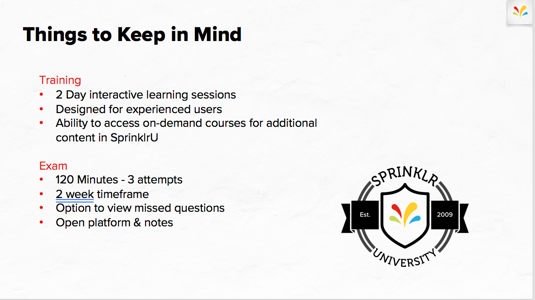 Things to Keep in Mind
Training
• 2 Day interactive learning sessions
• Designed for experienced users
• Ability to access on-demand courses for additional
content in SprinklrU
Exam
• 120 Minutes - 3 attempts
• 2 week timeframe
• Option to view missed questions
• Open platform & notes
SPRINKLR
Est. 2009
UNIVERSITY